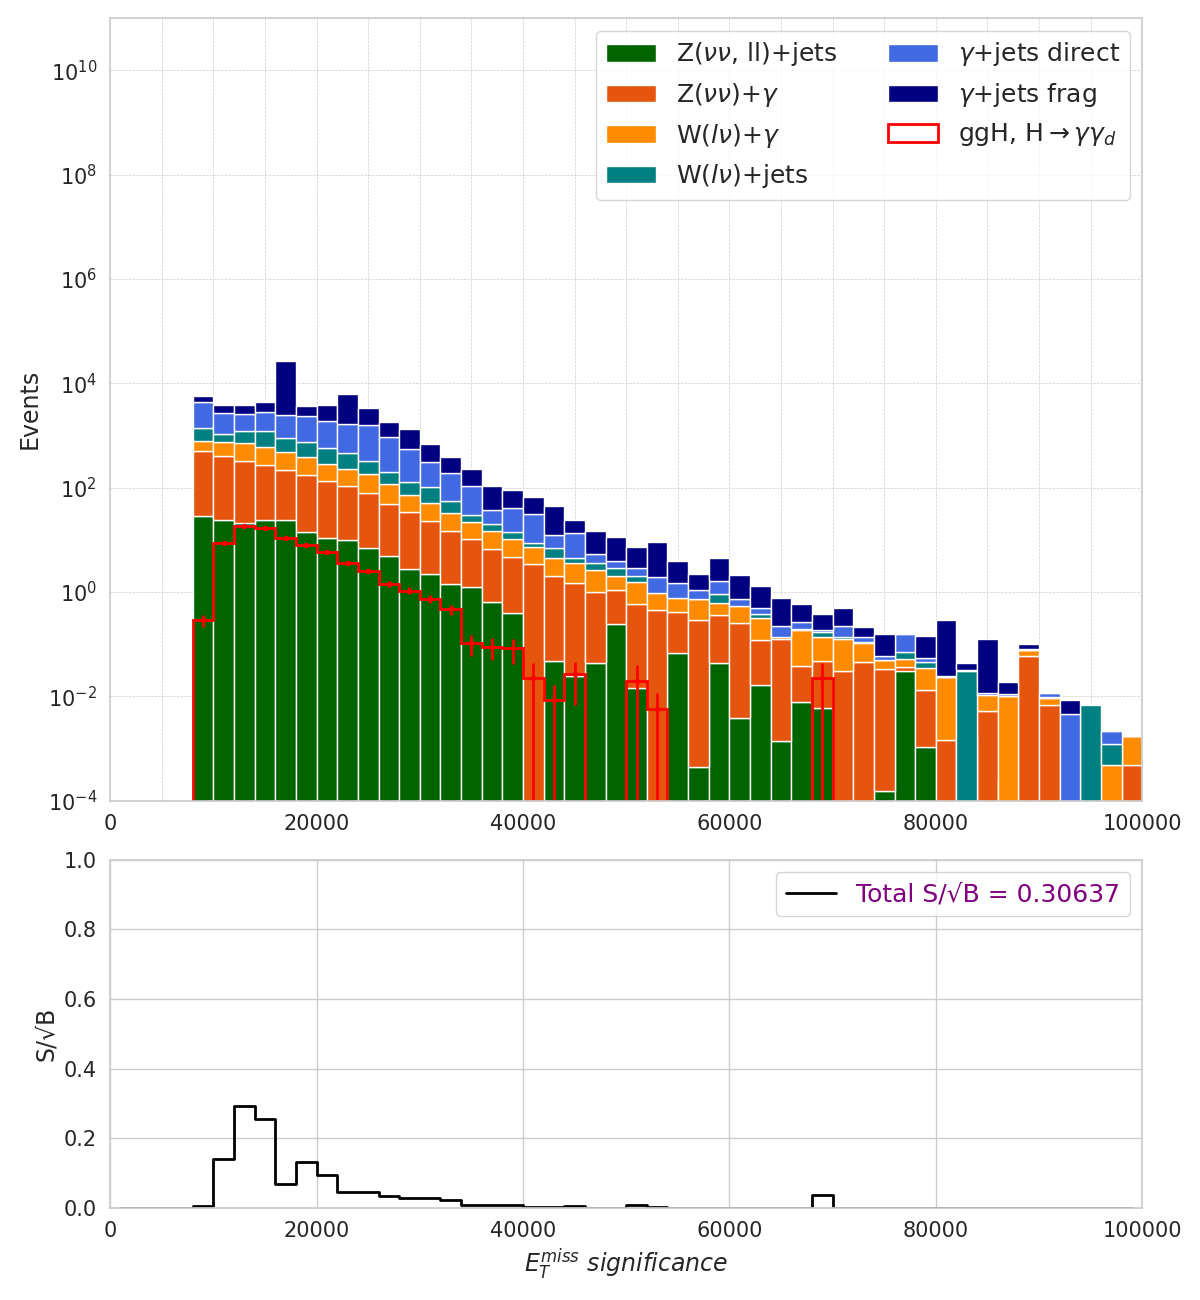 Z(νν, ll)+jets
Z(νν)+γ
W(lν)+γ
W(lν)+jets
γ+jets direct
γ+jets frag
ggH, H→γγ_d
Events
10^10
10^8
10^6
10^4
10^2
10^0
10^−2
10^−4
0 20000 40000 60000 80000 100000
Total S/√B = 0.30637
S/√B
1.0
0.8
0.6
0.4
0.2
0.0
0 20000 40000 60000 80000 100000
E_T^miss significance